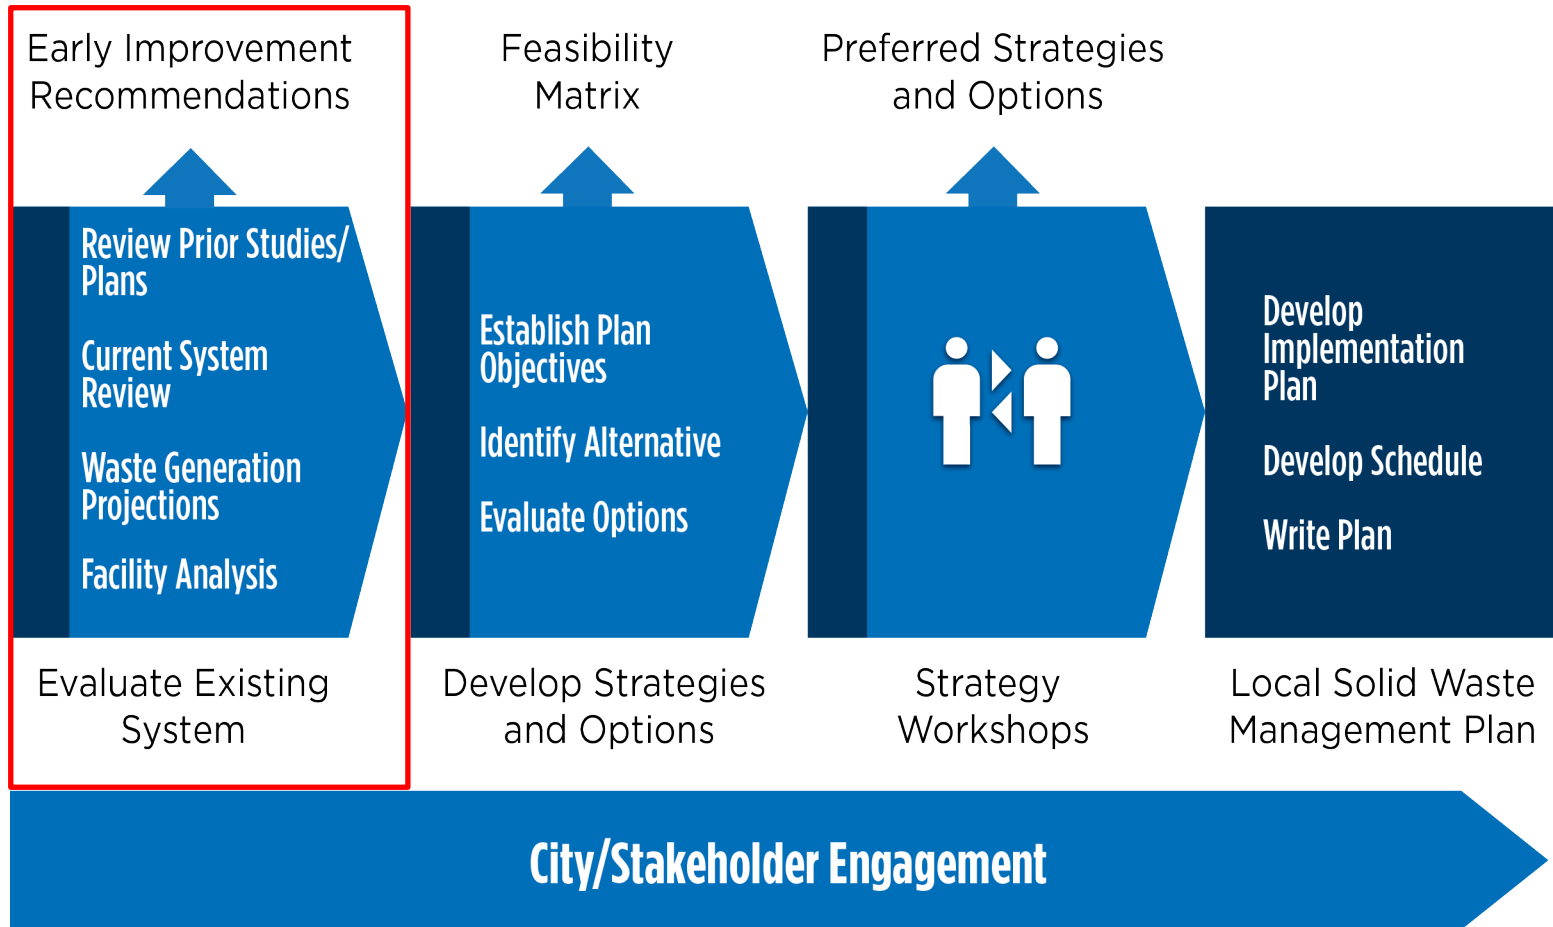 Early Improvement
Recommendations
Feasibility
Matrix
Preferred Strategies
and Options
Review Prior Studies/
Plans
Current System
Review
Waste Generation
Projections
Facility Analysis
Establish Plan
Objectives
Identify Alternative
Evaluate Options
Develop
Implementation
Plan
Develop Schedule
Write Plan
Evaluate Existing
System
Develop Strategies
and Options
Strategy
Workshops
Local Solid Waste
Management Plan
City/Stakeholder Engagement